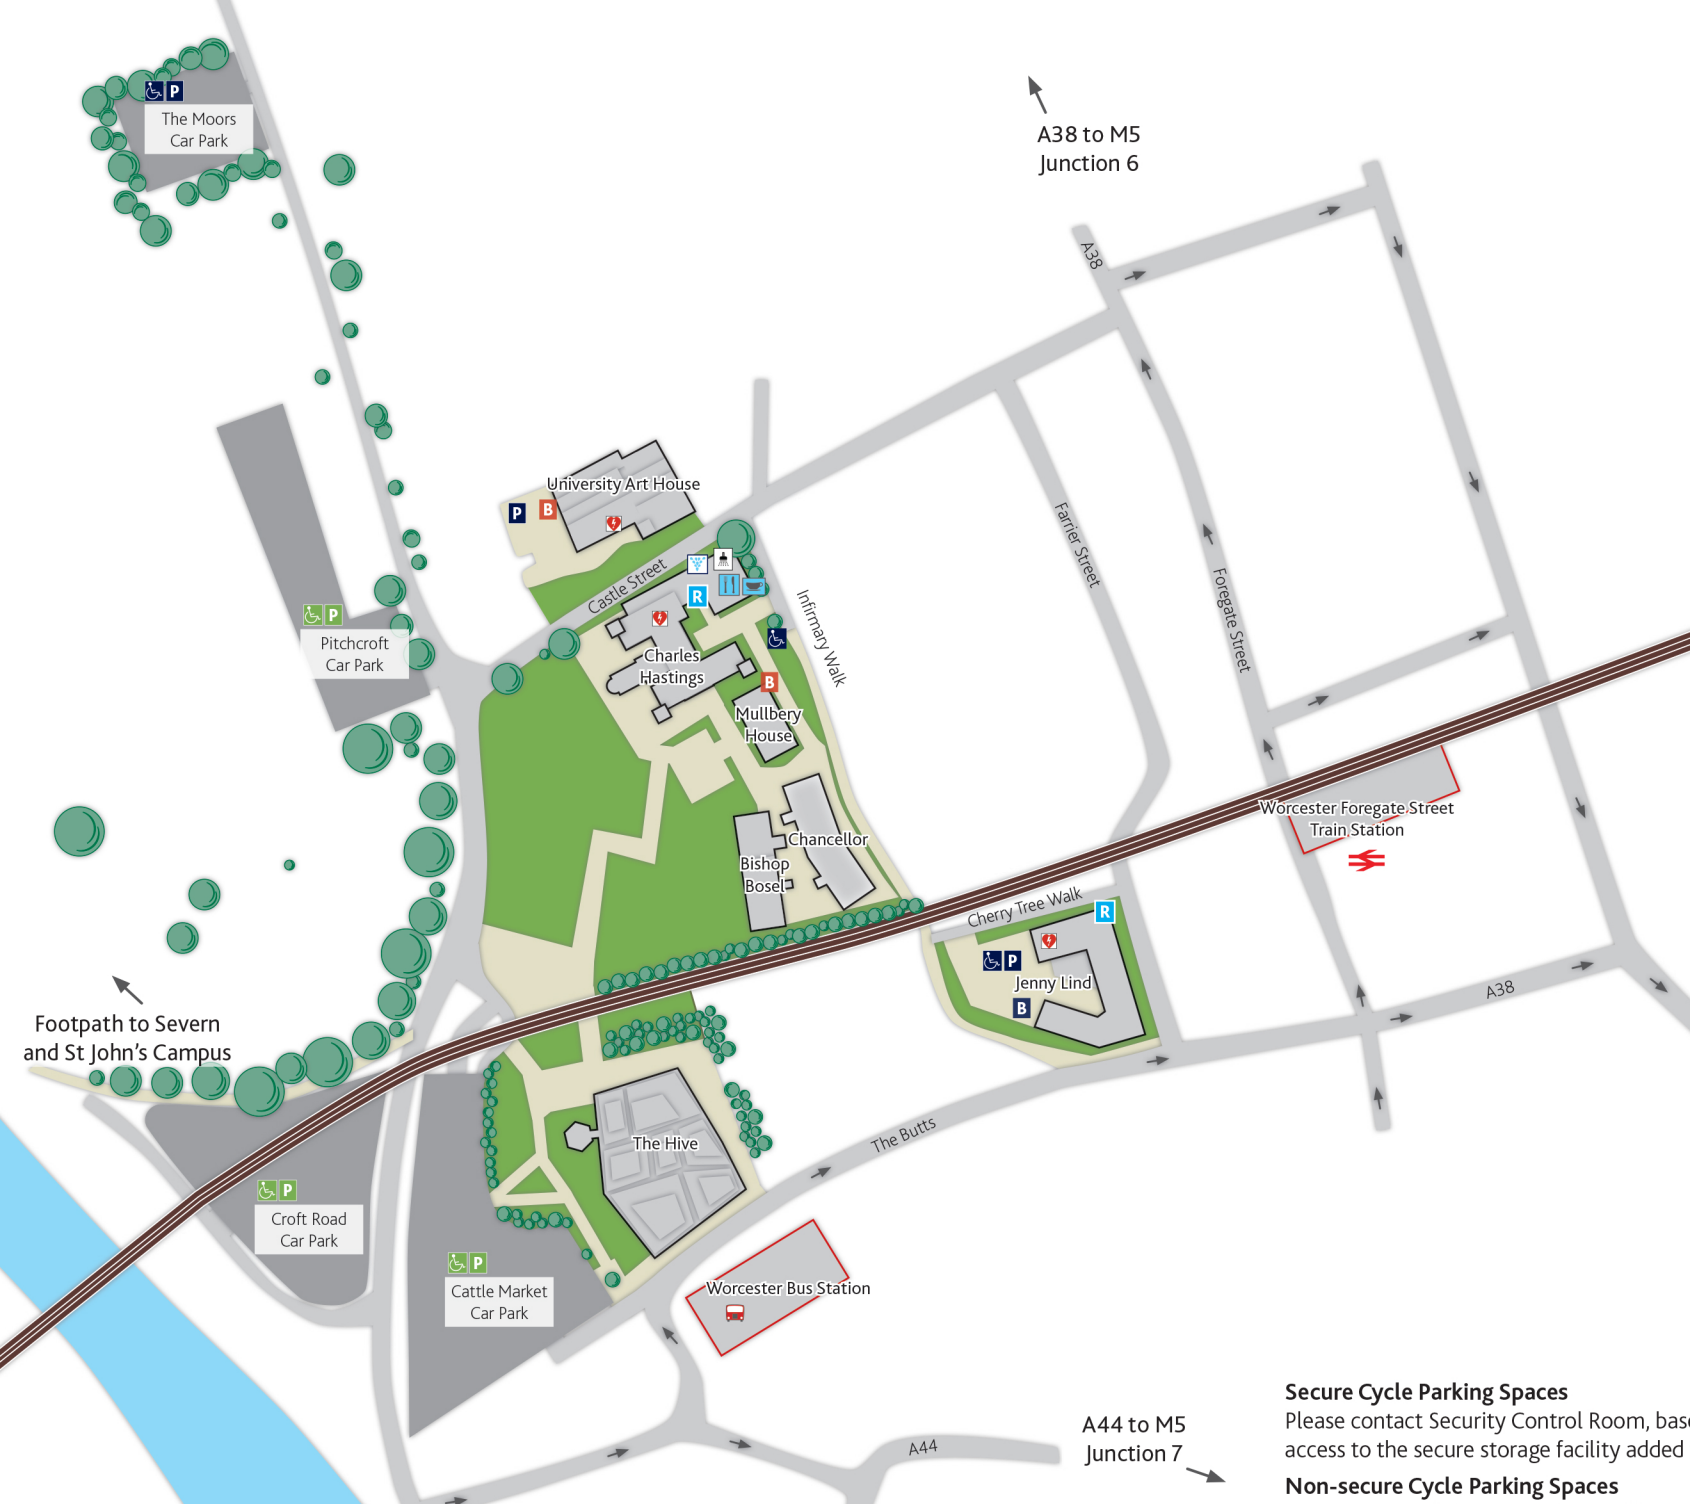 P
The Moors
Car Park
A38 to M5
Junction 6
A38
University Art House
P
B
Castle Street
R
Farrier Street
Foregate Street
Infirmary Walk
P
Pitchcroft
Car Park
Charles
Hastings
B
Mullbery
House
Worcester Foregate Street
Train Station
Chancellor
Bishop
Bosel
Cherry Tree Walk
R
P
Jenny Lind
B
A38
Footpath to Severn
and St John's Campus
The Butts
The Hive
P
Croft Road
Car Park
P
Cattle Market
Car Park
Worcester Bus Station
A44 to M5
Junction 7
A44
Secure Cycle Parking Spaces
Please contact Security Control Room, bas
access to the secure storage facility added
Non-secure Cycle Parking Spaces